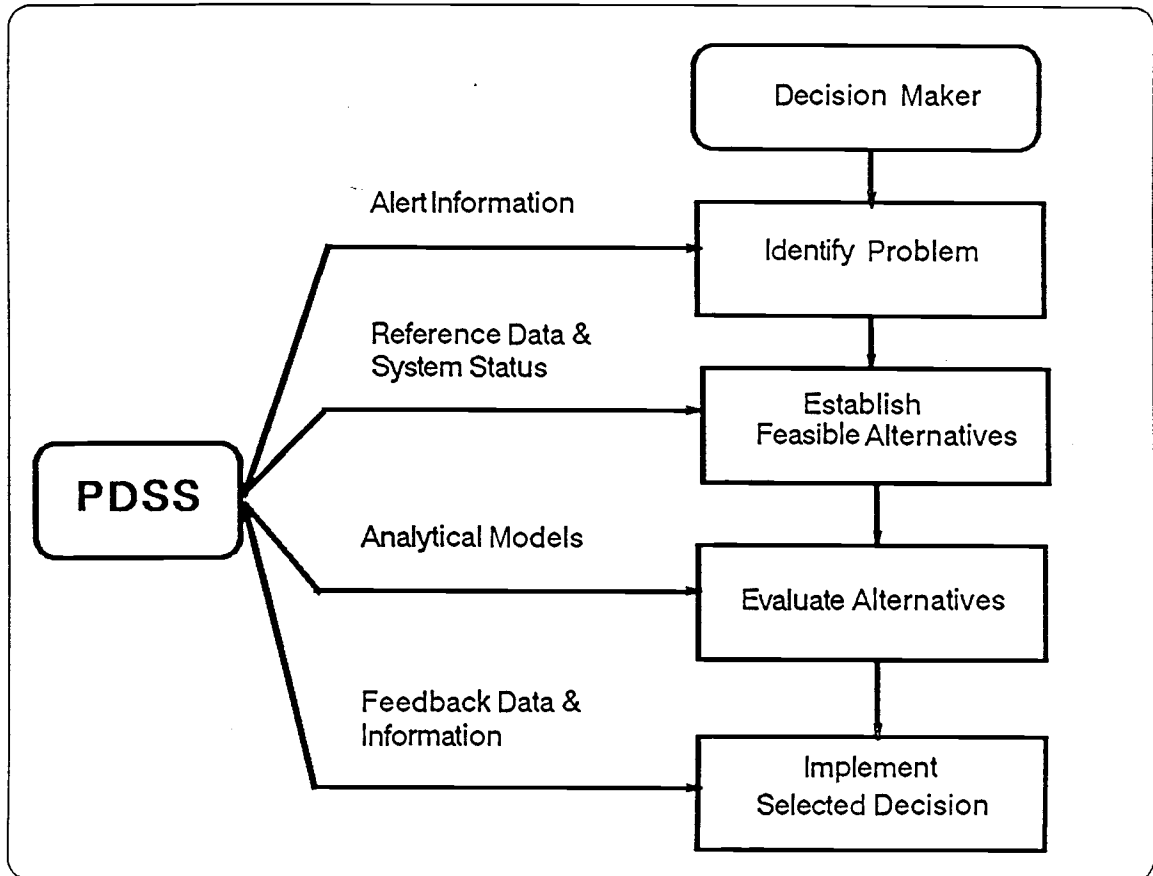 Decision Maker
Alert Information
Identify Problem
Reference Data &
System Status
Establish
Feasible Alternatives
PDSS
Analytical Models
Evaluate Alternatives
Feedback Data &
Information
Implement
Selected Decision